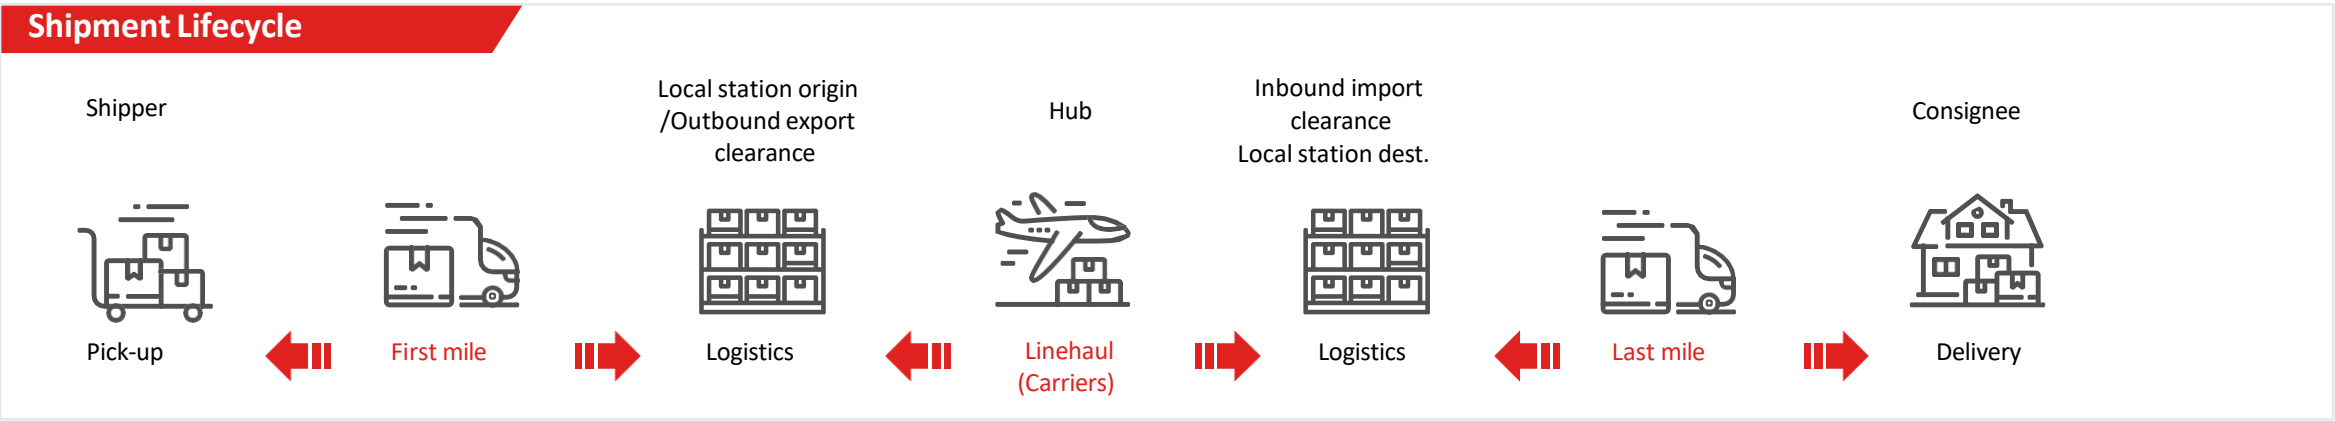 Shipment Lifecycle
Shipper
Local station origin
/Outbound export
clearance
Hub
Inbound import
clearance
Local station dest.
Consignee
Pick-up
First mile
Logistics
Linehaul
(Carriers)
Logistics
Last mile
Delivery